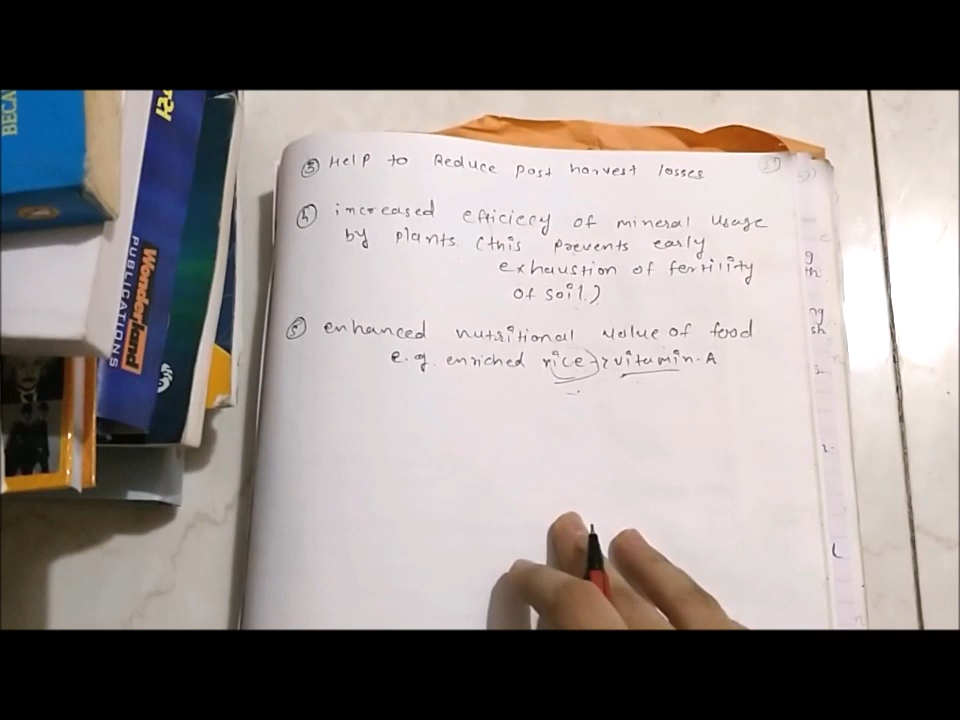 BECA
Wonderland
PUBLICATIONS
③ Help to Reduce post harvest losses
④ increased efficiecy of mineral usage
by plants (this prevents early
exhaustion of fertility
of soil.)
⑤ enhanced nutritional value of food
e.g. enriched rice → vitamin-A